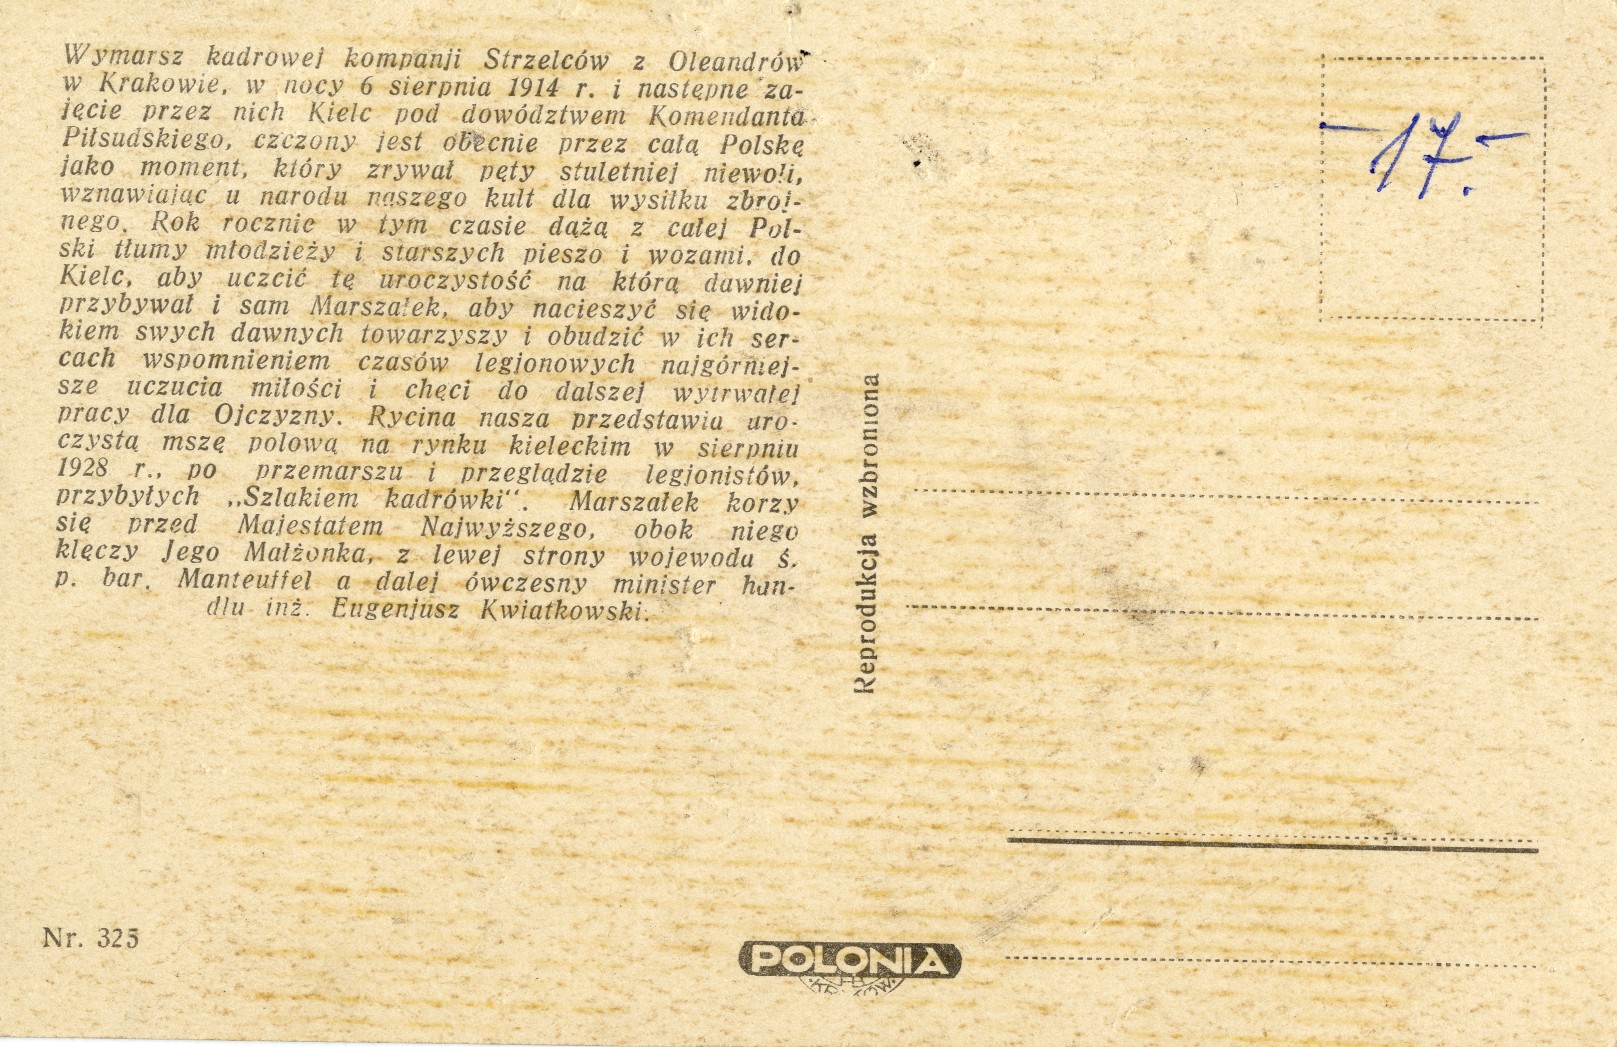 Wymarsz kadrowej kompanji Strzelców z Oleandrów
w Krakowie, w nocy 6 sierpnia 1914 r. i następne za-
jęcie przez nich Kielc pod dowództwem Komendanta
Piłsudskiego, czczony jest obecnie przez całą Polskę
jako moment, który zrywał pęty stuletniej niewoli,
wznawiając u narodu naszego kult dla wysiłku zbroj-
nego. Rok rocznie w tym czasie dążą z całej Pol-
ski tłumy młodzieży i starszych pieszo i wozami, do
Kielc, aby uczcić tę uroczystość na którą dawniej
przybywał i sam Marszałek, aby nacieszyć się wido-
kiem swych dawnych towarzyszy i obudzić w ich ser-
cach wspomnieniem czasów legjonowych najgórniej-
sze uczucia miłości i chęci do dalszej wytrwałej
pracy dla Ojczyzny. Rycina nasza przedstawia uro-
czystą mszę polową na rynku kieleckim w sierpniu
1928 r., po przemarszu i przeglądzie legjonistów,
przybyłych „Szlakiem kadrówki“. Marszałek korzy
się przed Majestatem Najwyższego, obok niego
klęczy Jego Małżonka, z lewej strony wojewoda ś.
p. bar. Manteuffel a dalej ówczesny minister han-
dlu inż. Eugenjusz Kwiatkowski.
Reprodukcja wzbroniona
- 17. -
Nr. 325
POLONIA